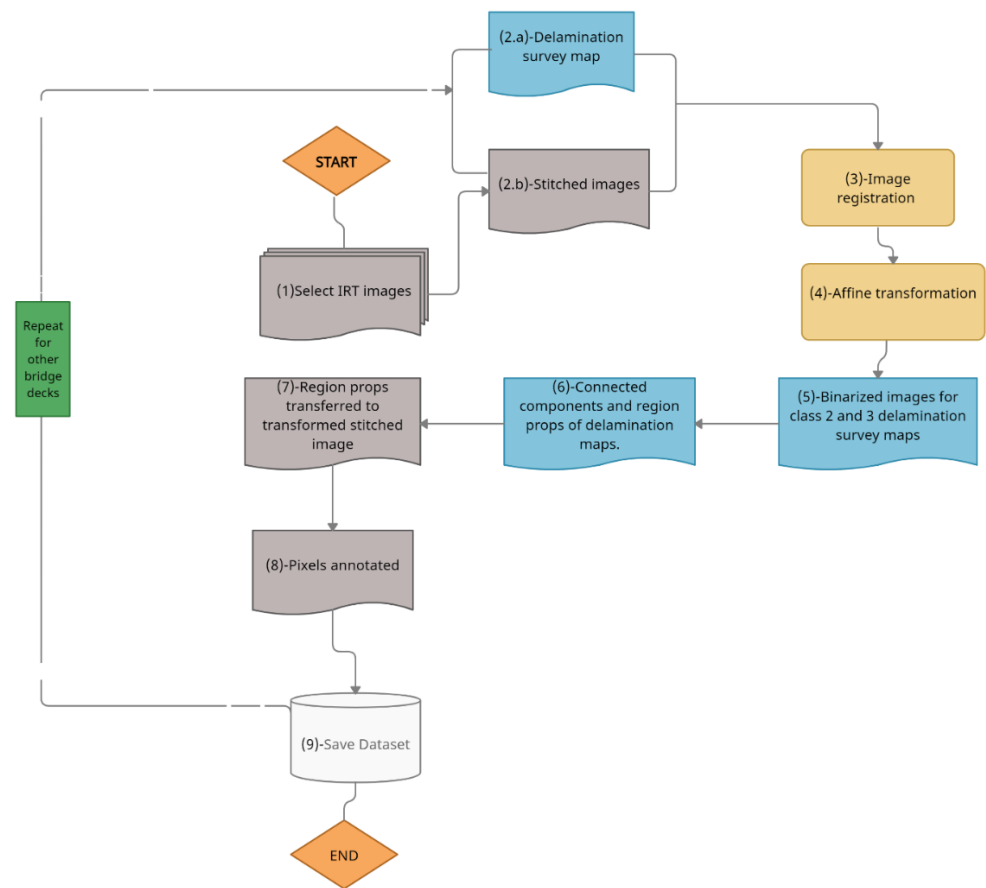 (2.a)-Delamination
survey map
START
(2.b)-Stitched images
(3)-Image
registration
(1)Select IRT images
(4)-Affine transformation
Repeat
for
other
bridge
decks
(7)-Region props
transferred to
transformed stitched
image
(6)-Connected
components and region
props of delamination
maps.
(5)-Binarized images for
class 2 and 3 delamination
survey maps
(8)-Pixels annotated
(9)-Save Dataset
END